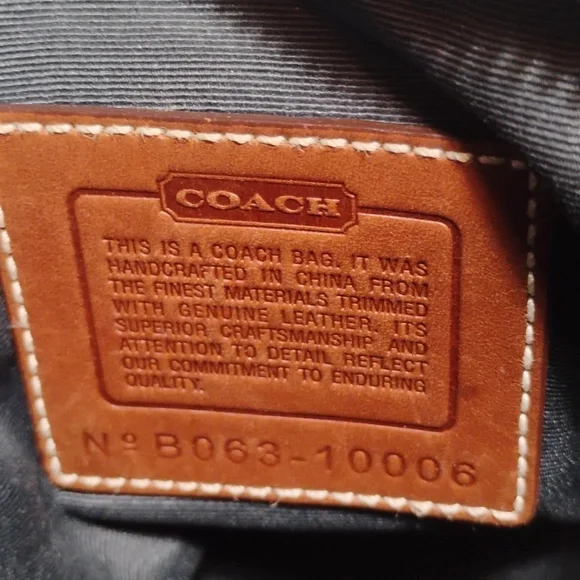 COACH
THIS IS A COACH BAG. IT WAS
HANDCRAFTED IN CHINA FROM
THE FINEST MATERIALS TRIMMED
WITH GENUINE LEATHER. ITS
SUPERIOR CRAFTSMANSHIP AND
ATTENTION TO DETAIL REFLECT
OUR COMMITMENT TO ENDURING
QUALITY.
Nº B063-10006